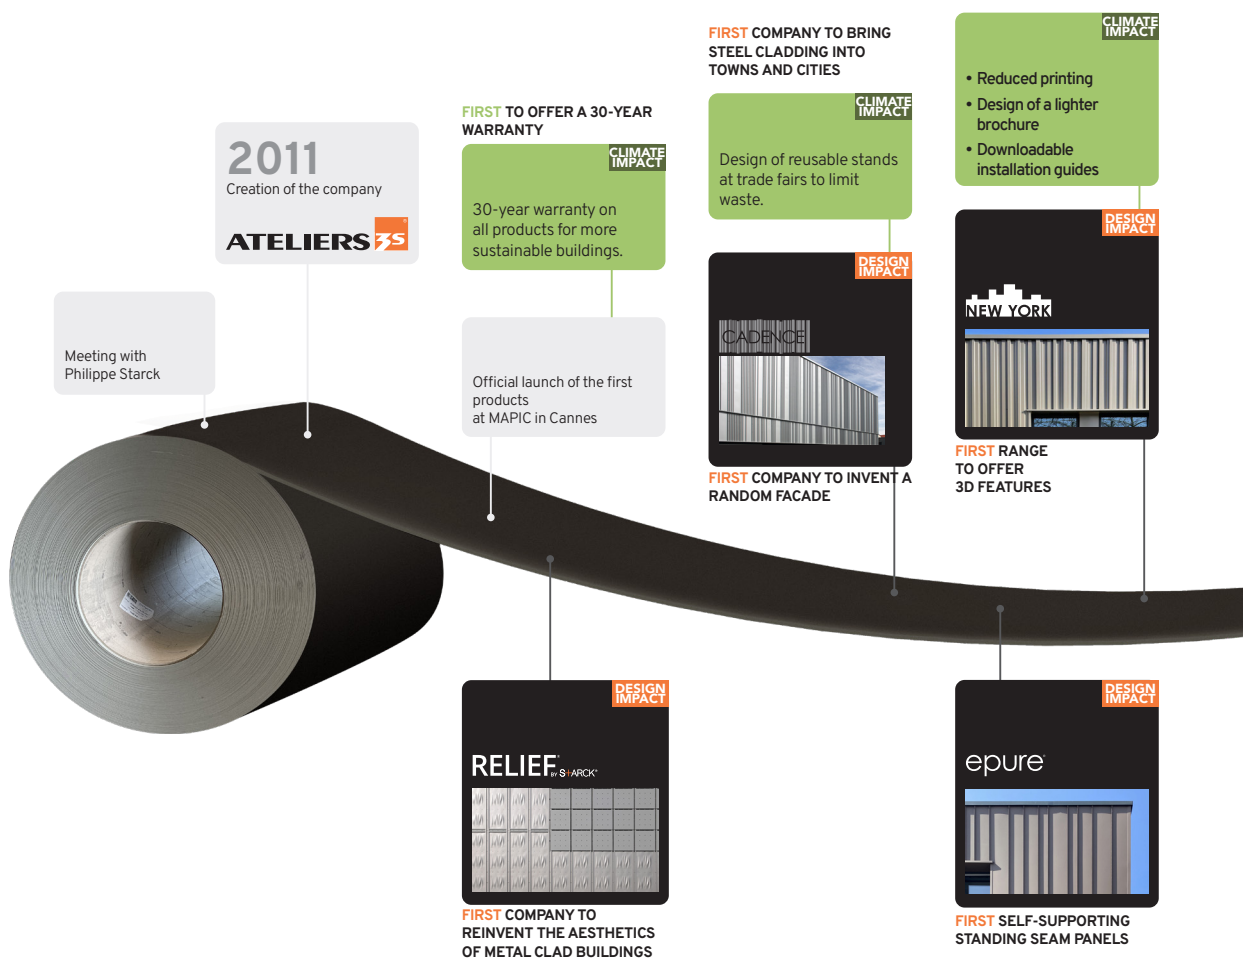 Meeting with
Philippe Starck
2011
Creation of the company
ATELIERS 3S
FIRST TO OFFER A 30-YEAR
WARRANTY
CLIMATE
IMPACT
30-year warranty on
all products for more
sustainable buildings.
Official launch of the first
products
at MAPIC in Cannes
DESIGN
IMPACT
RELIEF
BY S+ARCK®
FIRST COMPANY TO
REINVENT THE AESTHETICS
OF METAL CLAD BUILDINGS
FIRST COMPANY TO BRING
STEEL CLADDING INTO
TOWNS AND CITIES
CLIMATE
IMPACT
Design of reusable stands
at trade fairs to limit
waste.
DESIGN
IMPACT
CADENCE
FIRST COMPANY TO INVENT A
RANDOM FACADE
CLIMATE
IMPACT
• Reduced printing
• Design of a lighter
brochure
• Downloadable
installation guides
DESIGN
IMPACT
NEW YORK
FIRST RANGE
TO OFFER
3D FEATURES
DESIGN
IMPACT
epure
FIRST SELF-SUPPORTING
STANDING SEAM PANELS